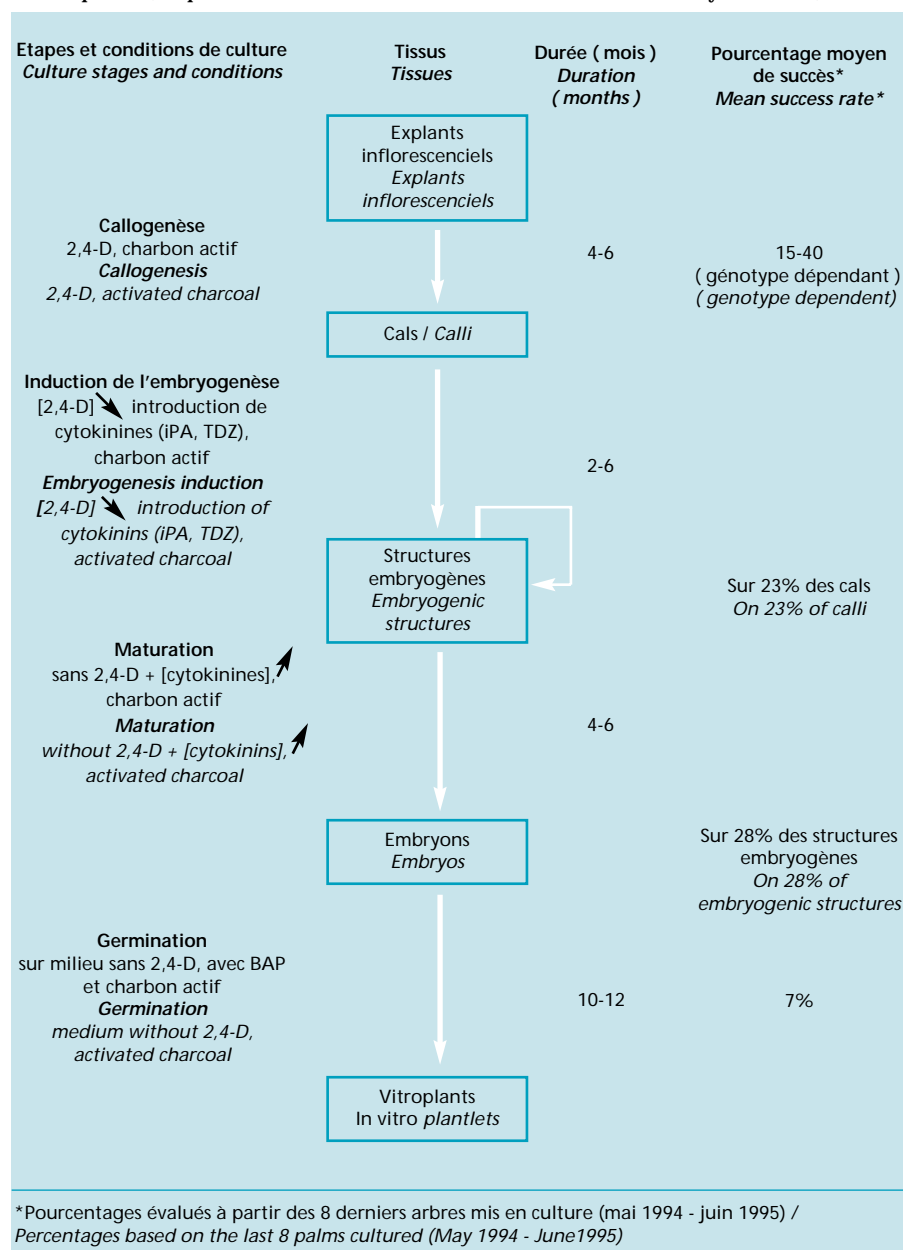 Etapes et conditions de culture
Culture stages and conditions
Tissus
Tissues
Durée ( mois )
Duration
( months )
Pourcentage moyen
de succès*
Mean success rate*
Explants
inflorescenciels
Explants
inflorescenciels
Callogenèse
2,4-D, charbon actif
Callogenesis
2,4-D, activated charcoal
4-6
15-40
( génotype dépendant )
( genotype dependent)
Cals / Calli
Induction de l'embryogenèse
[2,4-D] introduction de
cytokinines (iPA, TDZ),
charbon actif
Embryogenesis induction
[2,4-D] introduction of
cytokinins (iPA, TDZ),
activated charcoal
2-6
Structures
embryogènes
Embryogenic
structures
Sur 23% des cals
On 23% of calli
Maturation
sans 2,4-D + [cytokinines],
charbon actif
Maturation
without 2,4-D + [cytokinins],
activated charcoal
4-6
Embryons
Embryos
Sur 28% des structures
embryogènes
On 28% of
embryogenic structures
Germination
sur milieu sans 2,4-D, avec BAP
et charbon actif
Germination
medium without 2,4-D,
activated charcoal
10-12
7%
Vitroplants
In vitro plantlets
*Pourcentages évalués à partir des 8 derniers arbres mis en culture (mai 1994 - juin 1995) /
Percentages based on the last 8 palms cultured (May 1994 - June1995)